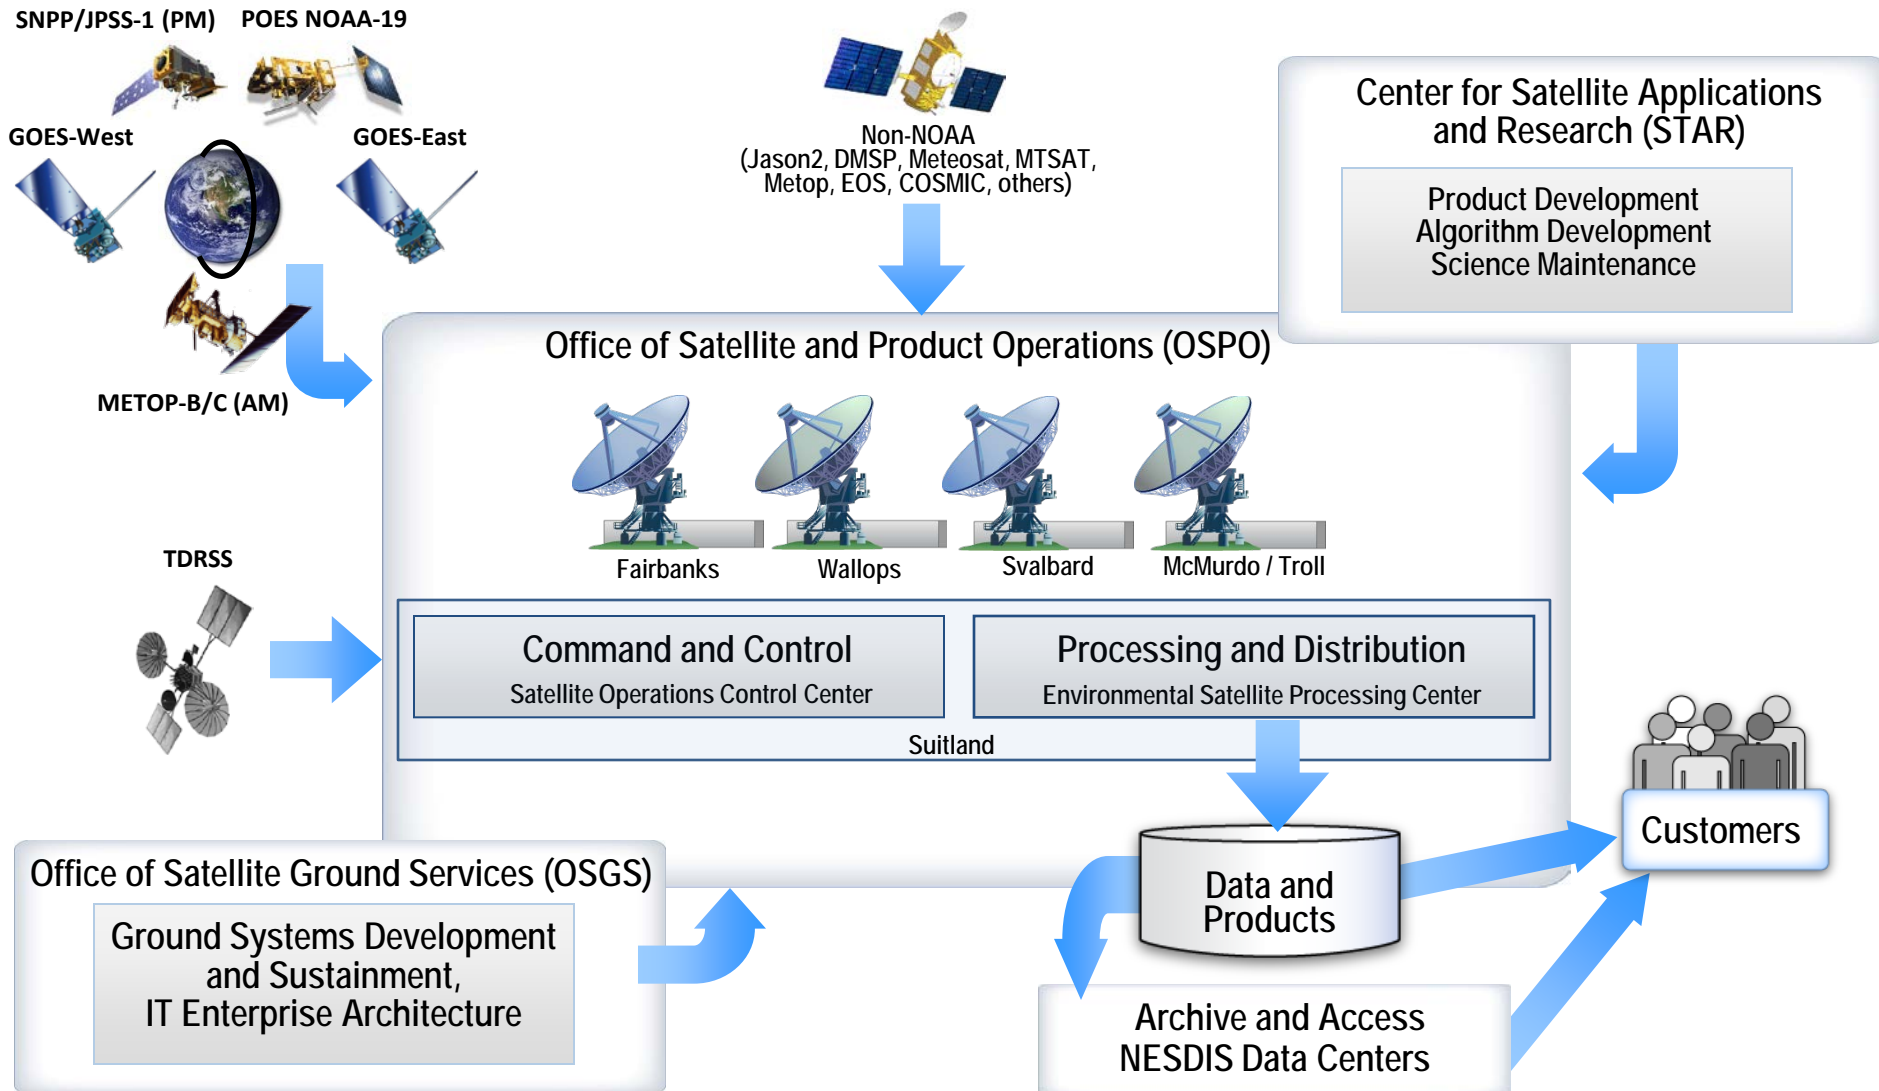 SNPP/JPSS-1 (PM)
POES NOAA-19
GOES-West
GOES-East
METOP-B/C (AM)
Non-NOAA
(Jason2, DMSP, Meteosat, MTSAT,
Metop, EOS, COSMIC, others)
Center for Satellite Applications
and Research (STAR)
Product Development
Algorithm Development
Science Maintenance
Office of Satellite and Product Operations (OSPO)
Fairbanks
Wallops
Svalbard
McMurdo / Troll
TDRSS
Command and Control
Satellite Operations Control Center
Processing and Distribution
Environmental Satellite Processing Center
Suitland
Customers
Office of Satellite Ground Services (OSGS)
Ground Systems Development
and Sustainment,
IT Enterprise Architecture
Data and
Products
Archive and Access
NESDIS Data Centers